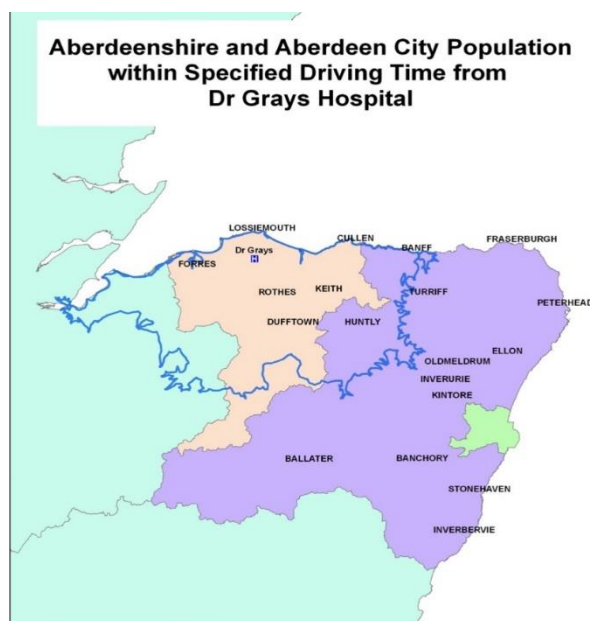 Aberdeenshire and Aberdeen City Population
within Specified Driving Time from
Dr Grays Hospital
LOSSIEMOUTH
CULLEN
FRASERBURGH
BANFF
Dr Grays
H
FORRES
KEITH
ROTHES
TURRIFF
PETERHEAD
DUFFTOWN
HUNTLY
ELLON
OLDMELDRUM
INVERURIE
KINTORE
BALLATER
BANCHORY
STONEHAVEN
INVERBERVIE